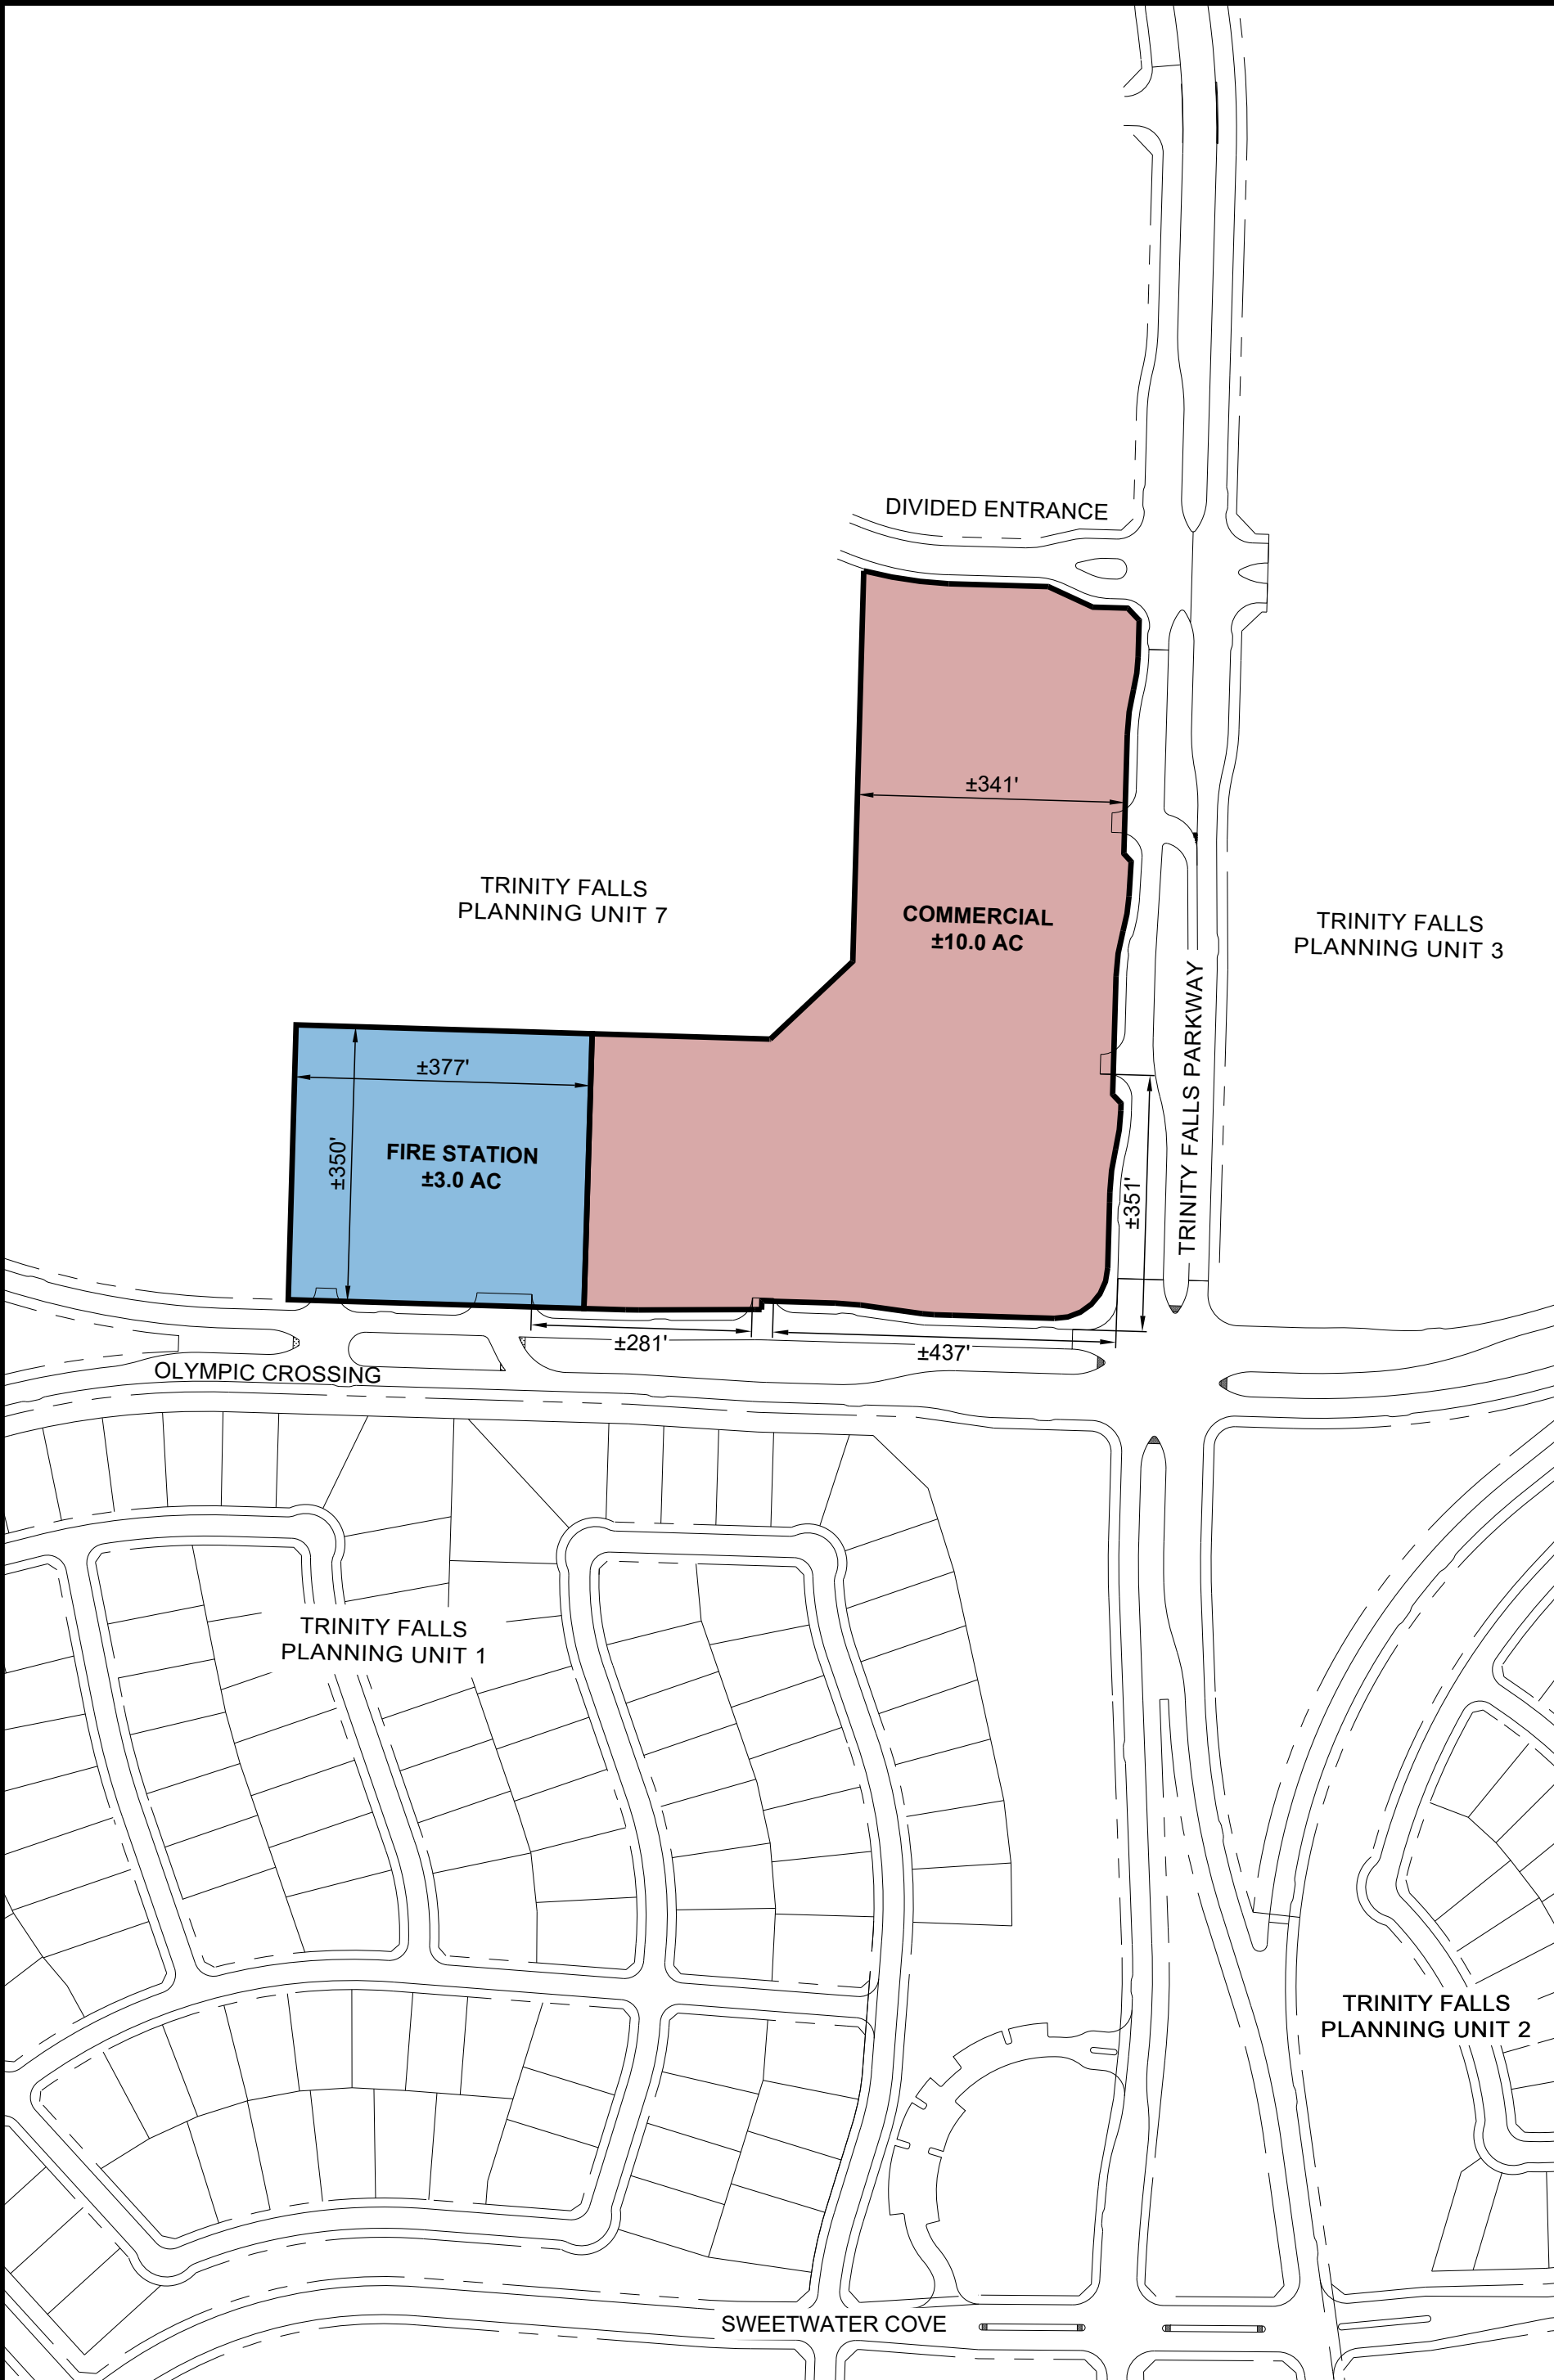 DIVIDED ENTRANCE
±341'
TRINITY FALLS
PLANNING UNIT 7
COMMERCIAL
±10.0 AC
TRINITY FALLS
PLANNING UNIT 3
TRINITY FALLS PARKWAY
±377'
±350'
FIRE STATION
±3.0 AC
±351'
±281'
±437'
OLYMPIC CROSSING
TRINITY FALLS
PLANNING UNIT 1
TRINITY FALLS
PLANNING UNIT 2
SWEETWATER COVE